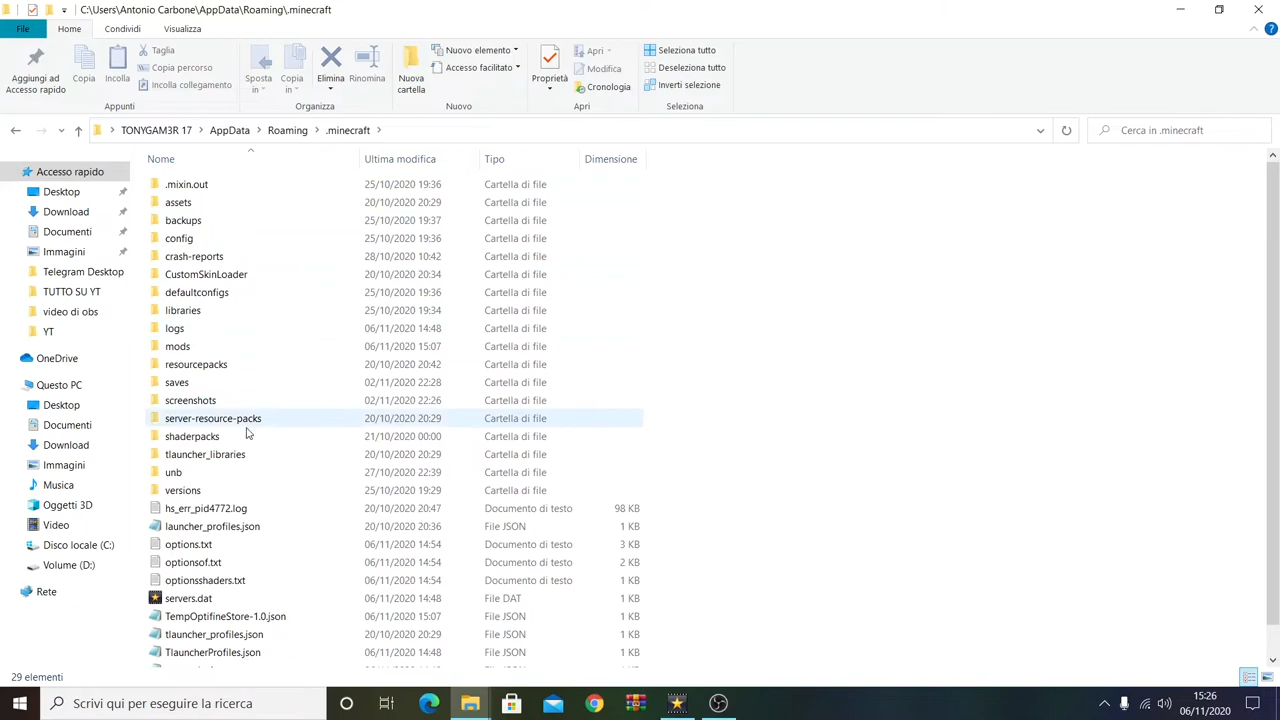 C:\Users\Antonio Carbone\AppData\Roaming\.minecraft
File Home Condividi Visualizza
Aggiungi ad Accesso rapido
Copia
Incolla
Taglia
Copia percorso
Incolla collegamento
Appunti
Sposta in
Copia in
Elimina
Rinomina
Organizza
Nuova cartella
Nuovo elemento
Accesso facilitato
Nuovo
Proprietà
Apri
Modifica
Cronologia
Apri
Seleziona tutto
Deseleziona tutto
Inverti selezione
Seleziona
TONYGAM3R 17 > AppData > Roaming > .minecraft >
Cerca in .minecraft
Accesso rapido
Desktop
Download
Documenti
Immagini
Telegram Desktop
TUTTO SU YT
video di obs
YT
OneDrive
Questo PC
Desktop
Documenti
Download
Immagini
Musica
Oggetti 3D
Video
Disco locale (C:)
Volume (D:)
Rete
Nome Ultima modifica Tipo Dimensione
.mixin.out 25/10/2020 19:36 Cartella di file
assets 20/10/2020 20:29 Cartella di file
backups 25/10/2020 19:37 Cartella di file
config 25/10/2020 19:36 Cartella di file
crash-reports 28/10/2020 10:42 Cartella di file
CustomSkinLoader 20/10/2020 20:34 Cartella di file
defaultconfigs 25/10/2020 19:36 Cartella di file
libraries 25/10/2020 19:34 Cartella di file
logs 06/11/2020 14:48 Cartella di file
mods 06/11/2020 15:07 Cartella di file
resourcepacks 20/10/2020 20:42 Cartella di file
saves 02/11/2020 22:28 Cartella di file
screenshots 02/11/2020 22:26 Cartella di file
server-resource-packs 20/10/2020 20:29 Cartella di file
shaderpacks 21/10/2020 00:00 Cartella di file
tlauncher_libraries 20/10/2020 20:29 Cartella di file
unb 27/10/2020 22:39 Cartella di file
versions 25/10/2020 19:29 Cartella di file
hs_err_pid4772.log 20/10/2020 20:47 Documento di testo 98 KB
launcher_profiles.json 20/10/2020 20:36 File JSON 1 KB
options.txt 06/11/2020 14:54 Documento di testo 3 KB
optionsof.txt 06/11/2020 14:54 Documento di testo 2 KB
optionsshaders.txt 06/11/2020 14:54 Documento di testo 1 KB
servers.dat 06/11/2020 14:48 File DAT 1 KB
TempOptifineStore-1.0.json 06/11/2020 15:07 File JSON 1 KB
tlauncher_profiles.json 20/10/2020 20:29 File JSON 1 KB
TlauncherProfiles.json 06/11/2020 14:48 File JSON 1 KB
29 elementi
Scrivi qui per eseguire la ricerca
15:26
06/11/2020